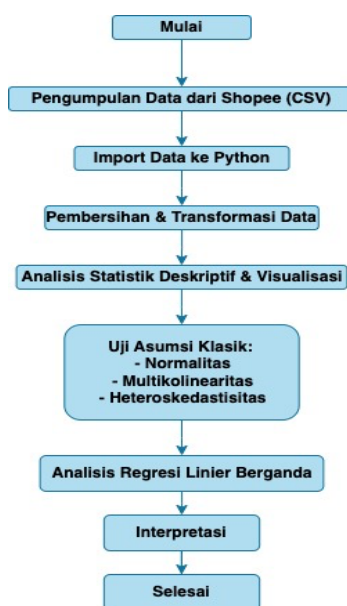 Mulai
Pengumpulan Data dari Shopee (CSV)
Import Data ke Python
Pembersihan & Transformasi Data
Analisis Statistik Deskriptif & Visualisasi
Uji Asumsi Klasik:
- Normalitas
- Multikolinearitas
- Heteroskedastisitas
Analisis Regresi Linier Berganda
Interpretasi
Selesai